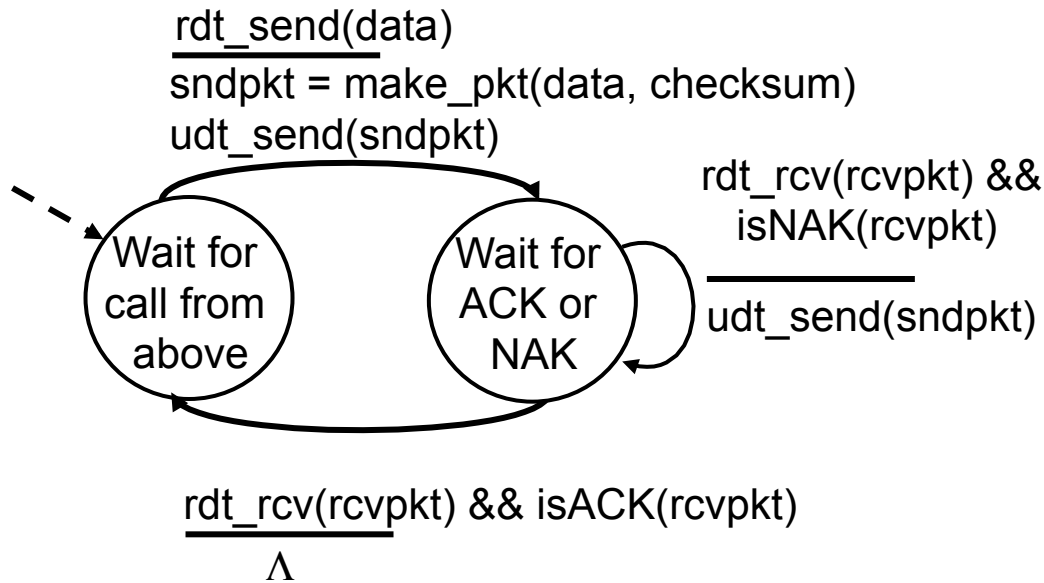 rdt_send(data)
sndpkt = make_pkt(data, checksum)
udt_send(sndpkt)
rdt_rcv(rcvpkt) &&
isNAK(rcvpkt)
udt_send(sndpkt)
Wait for
call from
above
Wait for
ACK or
NAK
rdt_rcv(rcvpkt) && isACK(rcvpkt)
Λ